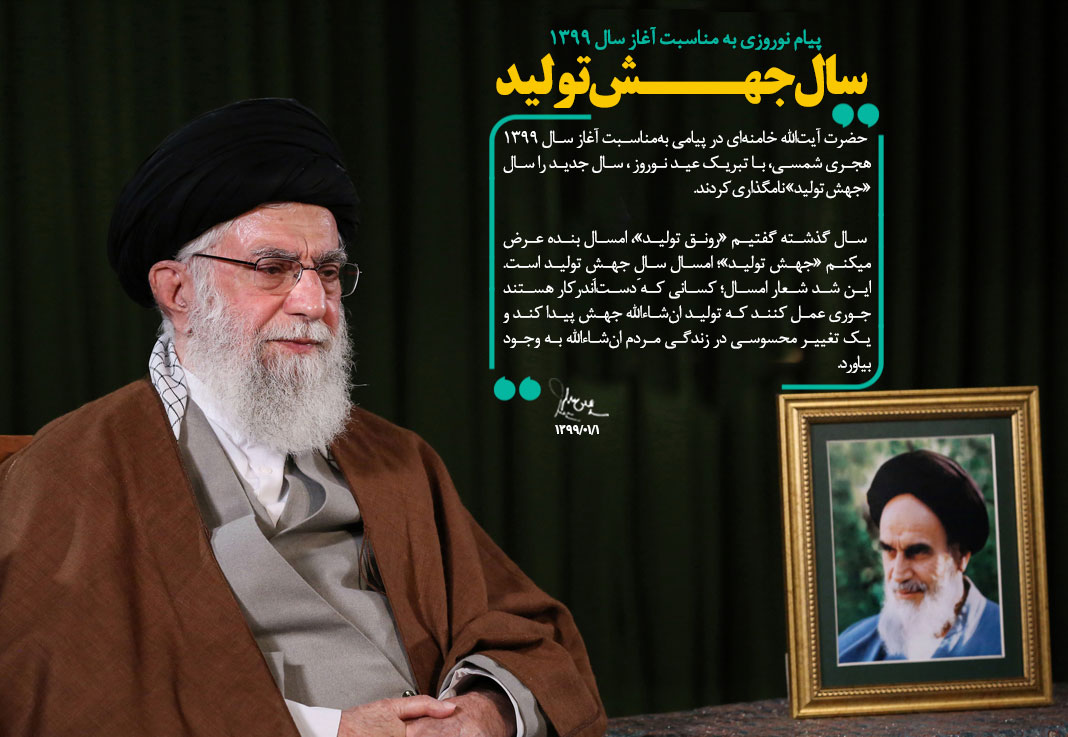 پیام نوروزی به مناسبت آغاز سال ۱۳۹۹
سال جهـــش تولید
حضرت آیت‌الله خامنه‌ای در پیامی به‌مناسبت آغاز سال ۱۳۹۹
هجری شمسی، با تبریک عید نوروز ، سال جدید را سال
«جهش تولید»نامگذاری کردند.
سال گذشته گفتیم «رونق تولید»، امسال بنده عرض
میکنم «جهش تولید»؛ امسال سالِ جهشِ تولید است.
این شد شعار امسال؛ کسانی که دست‌اندرکار هستند
جوری عمل کنند که تولید ان‌شاءالله جهش پیدا کند و
یک تغییر محسوسی در زندگی مردم ان‌شاءالله به وجود
بیاورد.
۱۳۹۹/۰۱/۱